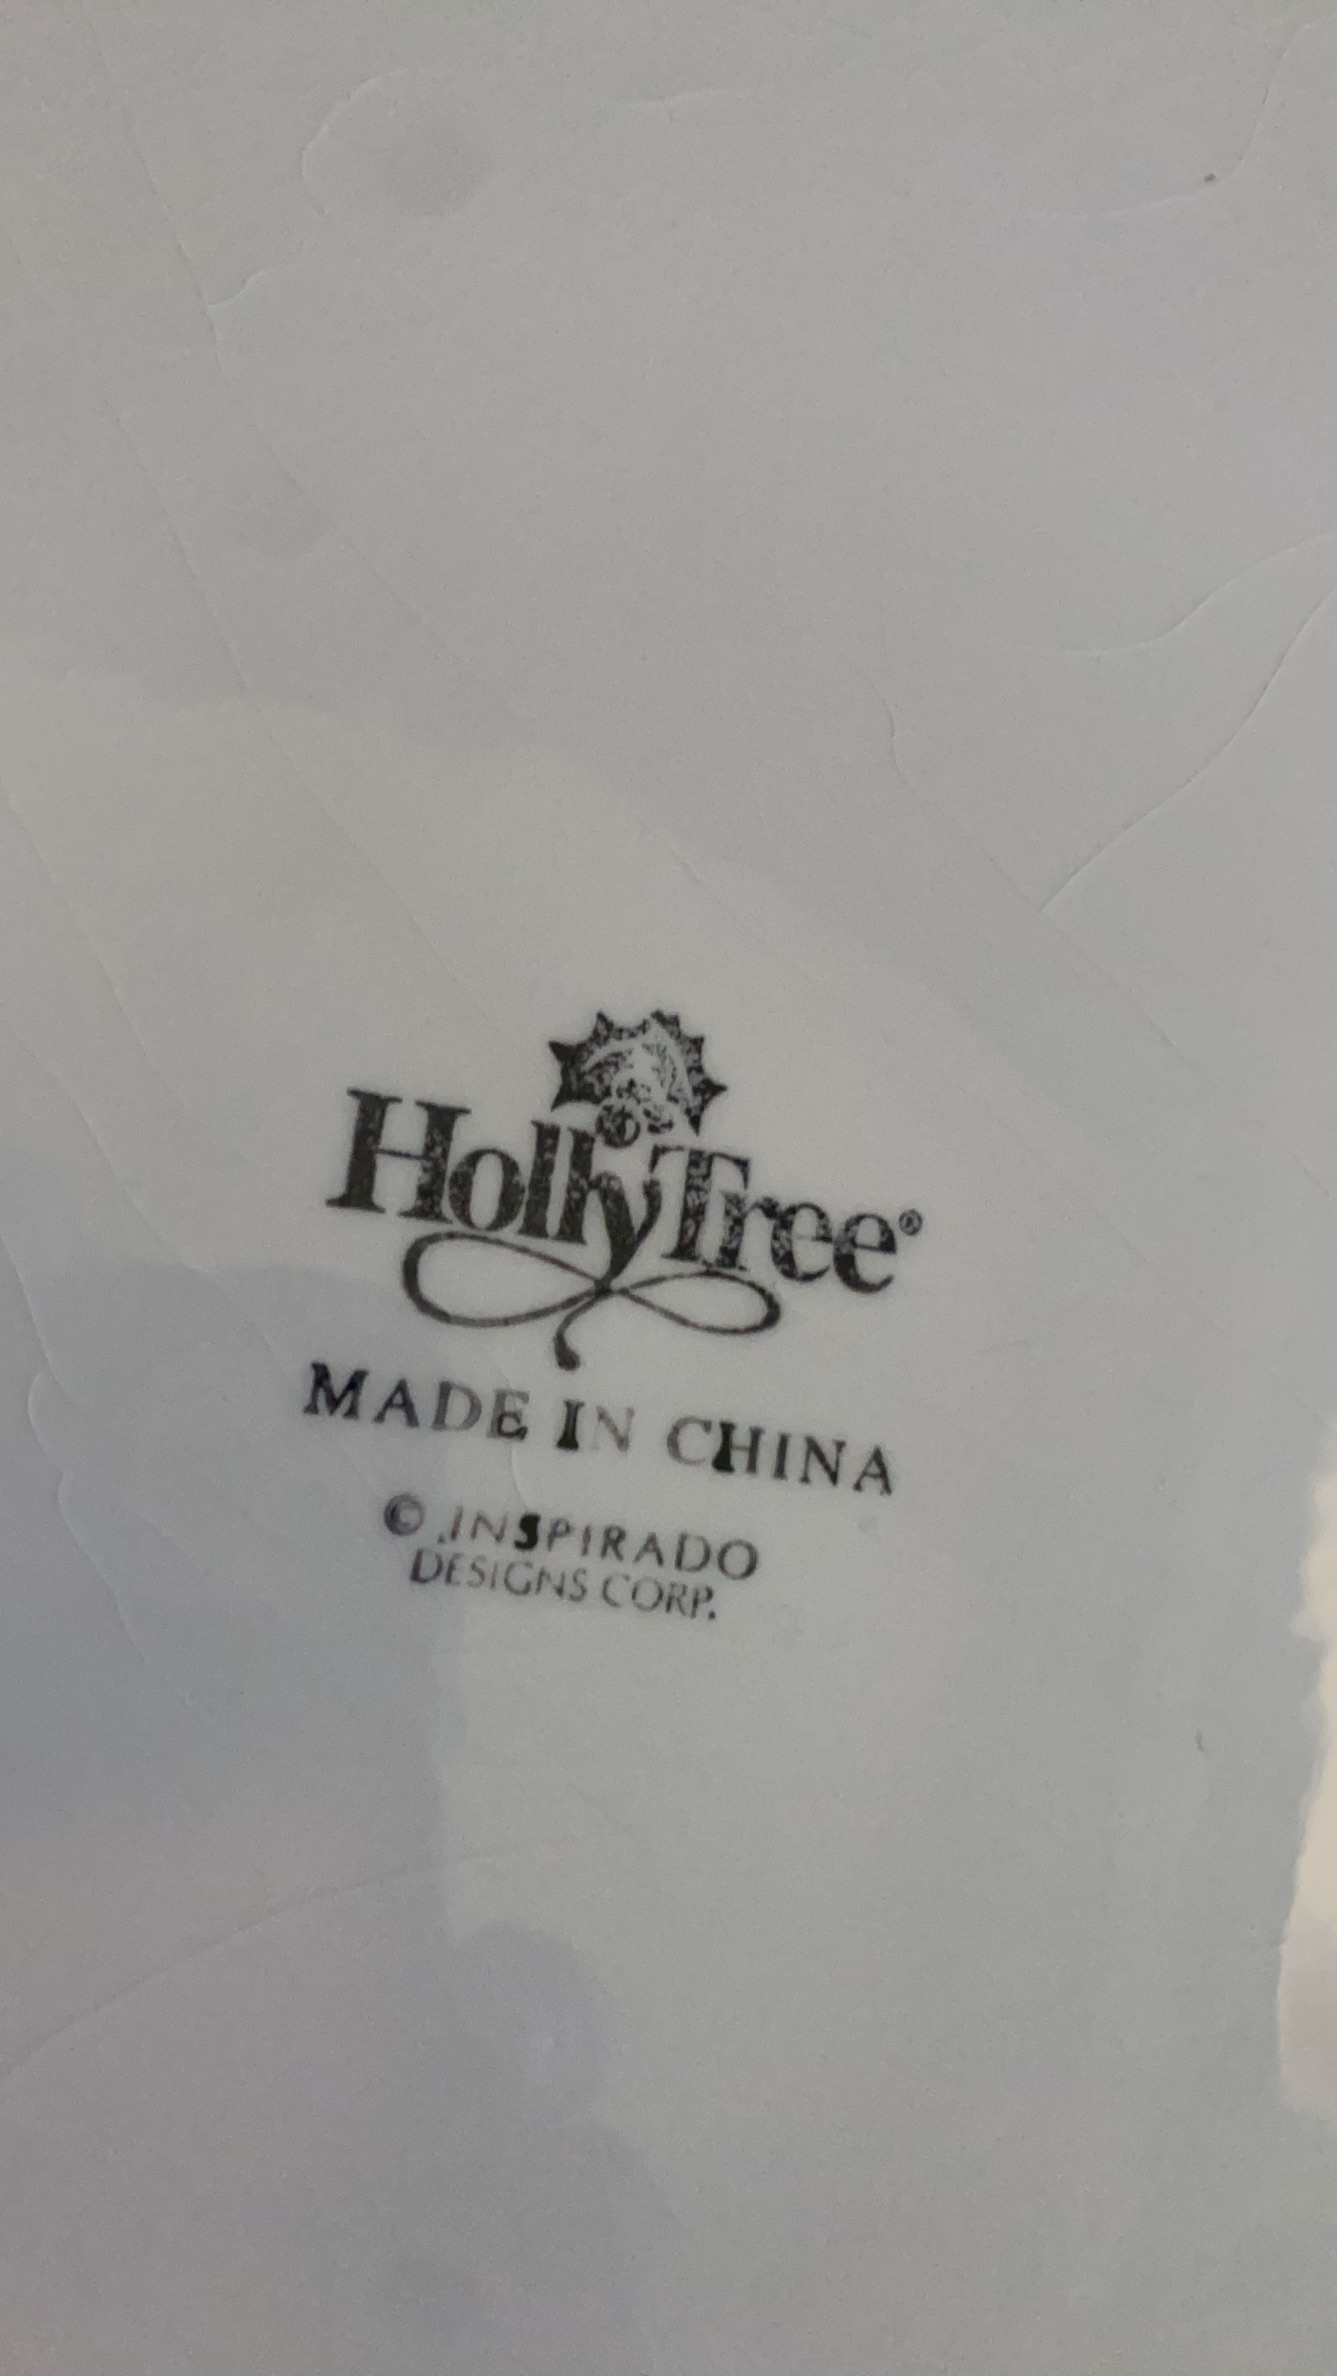 HollyTree®
MADE IN CHINA
© INSPIRADO
DESIGNS CORP.